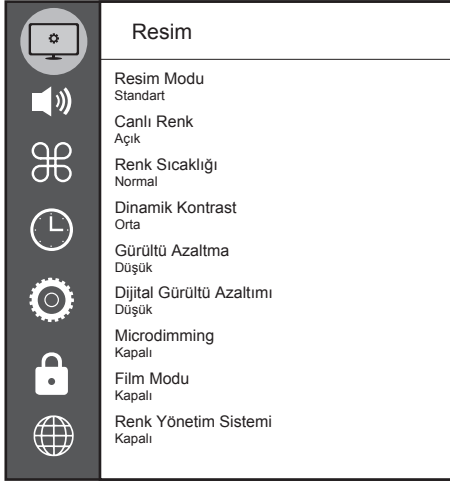 Resim
Resim Modu
Standart
Canlı Renk
Açık
Renk Sıcaklığı
Normal
Dinamik Kontrast
Orta
Gürültü Azaltma
Düşük
Dijital Gürültü Azaltımı
Düşük
Microdimming
Kapalı
Film Modu
Kapalı
Renk Yönetim Sistemi
Kapalı